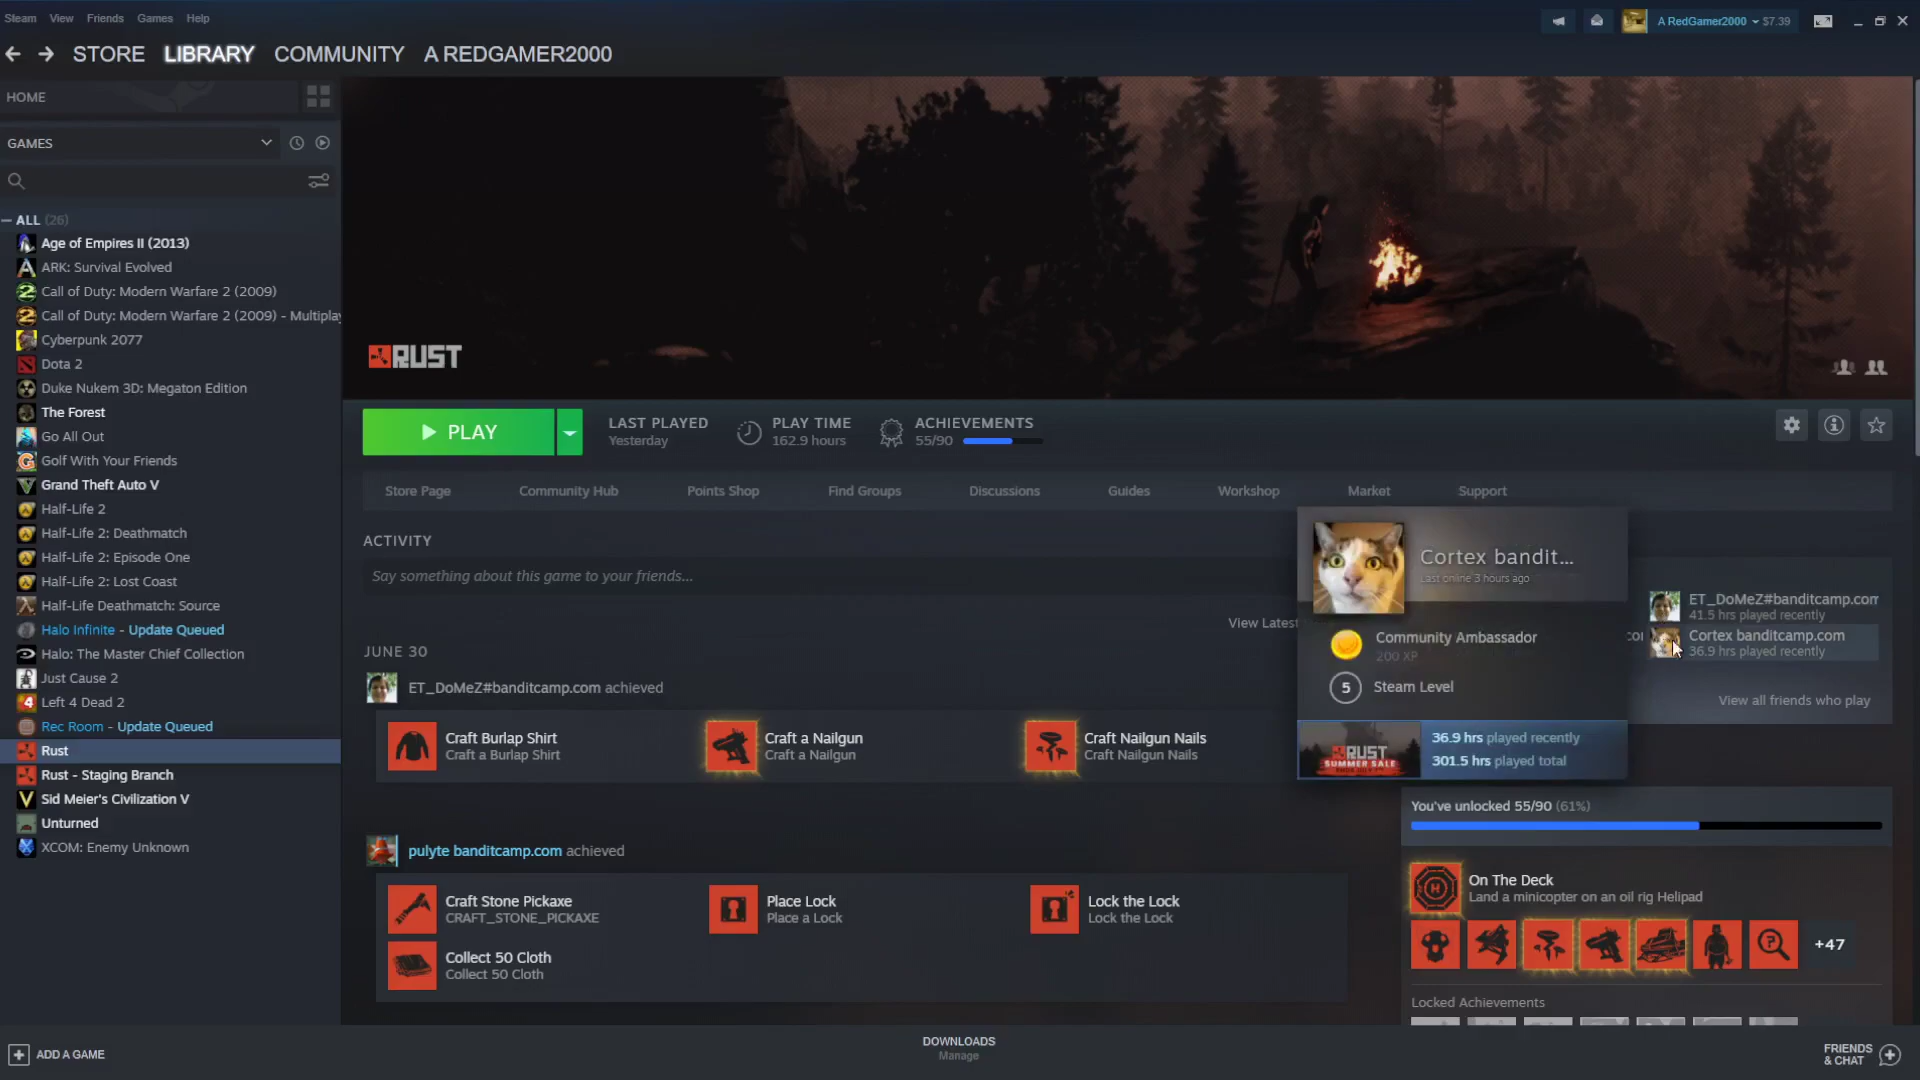 Steam View Friends Games Help
A RedGamer2000 $7.39
STORE LIBRARY COMMUNITY A REDGAMER2000
HOME
GAMES
ALL (26)
Age of Empires II (2013)
ARK: Survival Evolved
Call of Duty: Modern Warfare 2 (2009)
Call of Duty: Modern Warfare 2 (2009) - Multiplay
Cyberpunk 2077
Dota 2
Duke Nukem 3D: Megaton Edition
The Forest
Go All Out
Golf With Your Friends
Grand Theft Auto V
Half-Life 2
Half-Life 2: Deathmatch
Half-Life 2: Episode One
Half-Life 2: Lost Coast
Half-Life Deathmatch: Source
Halo Infinite - Update Queued
Halo: The Master Chief Collection
Just Cause 2
Left 4 Dead 2
Rec Room - Update Queued
Rust
Rust - Staging Branch
Sid Meier's Civilization V
Unturned
XCOM: Enemy Unknown
RUST
PLAY
LAST PLAYED
Yesterday
PLAY TIME
162.9 hours
ACHIEVEMENTS
55/90
Store Page Community Hub Points Shop Find Groups Discussions Guides Workshop Market Support
ACTIVITY
Say something about this game to your friends...
View Latest
JUNE 30
ET_DoMeZ#banditcamp.com achieved
Craft Burlap Shirt
Craft a Burlap Shirt
Craft a Nailgun
Craft a Nailgun
Craft Nailgun Nails
Craft Nailgun Nails
pulyte banditcamp.com achieved
Craft Stone Pickaxe
CRAFT_STONE_PICKAXE
Place Lock
Place a Lock
Lock the Lock
Lock the Lock
Collect 50 Cloth
Collect 50 Cloth
Cortex bandit...
Last online 3 hours ago
Community Ambassador
200 XP
5 Steam Level
RUST
SUMMER SALE
36.9 hrs played recently
301.5 hrs played total
ET_DoMeZ#banditcamp.com
41.5 hrs played recently
Cortex banditcamp.com
36.9 hrs played recently
View all friends who play
You've unlocked 55/90 (61%)
On The Deck
Land a minicopter on an oil rig Helipad
+47
Locked Achievements
ADD A GAME
DOWNLOADS
Manage
FRIENDS
& CHAT